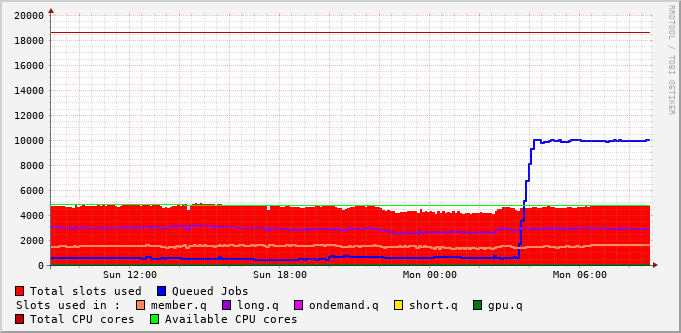 20000
18000
16000
14000
12000
10000
8000
6000
4000
2000
0
Sun 12:00 Sun 18:00 Mon 00:00 Mon 06:00
Total slots used Queued Jobs
Slots used in : member.q long.q ondemand.q short.q gpu.q
Total CPU cores Available CPU cores
RRDTOOL / TOBI OETIKER